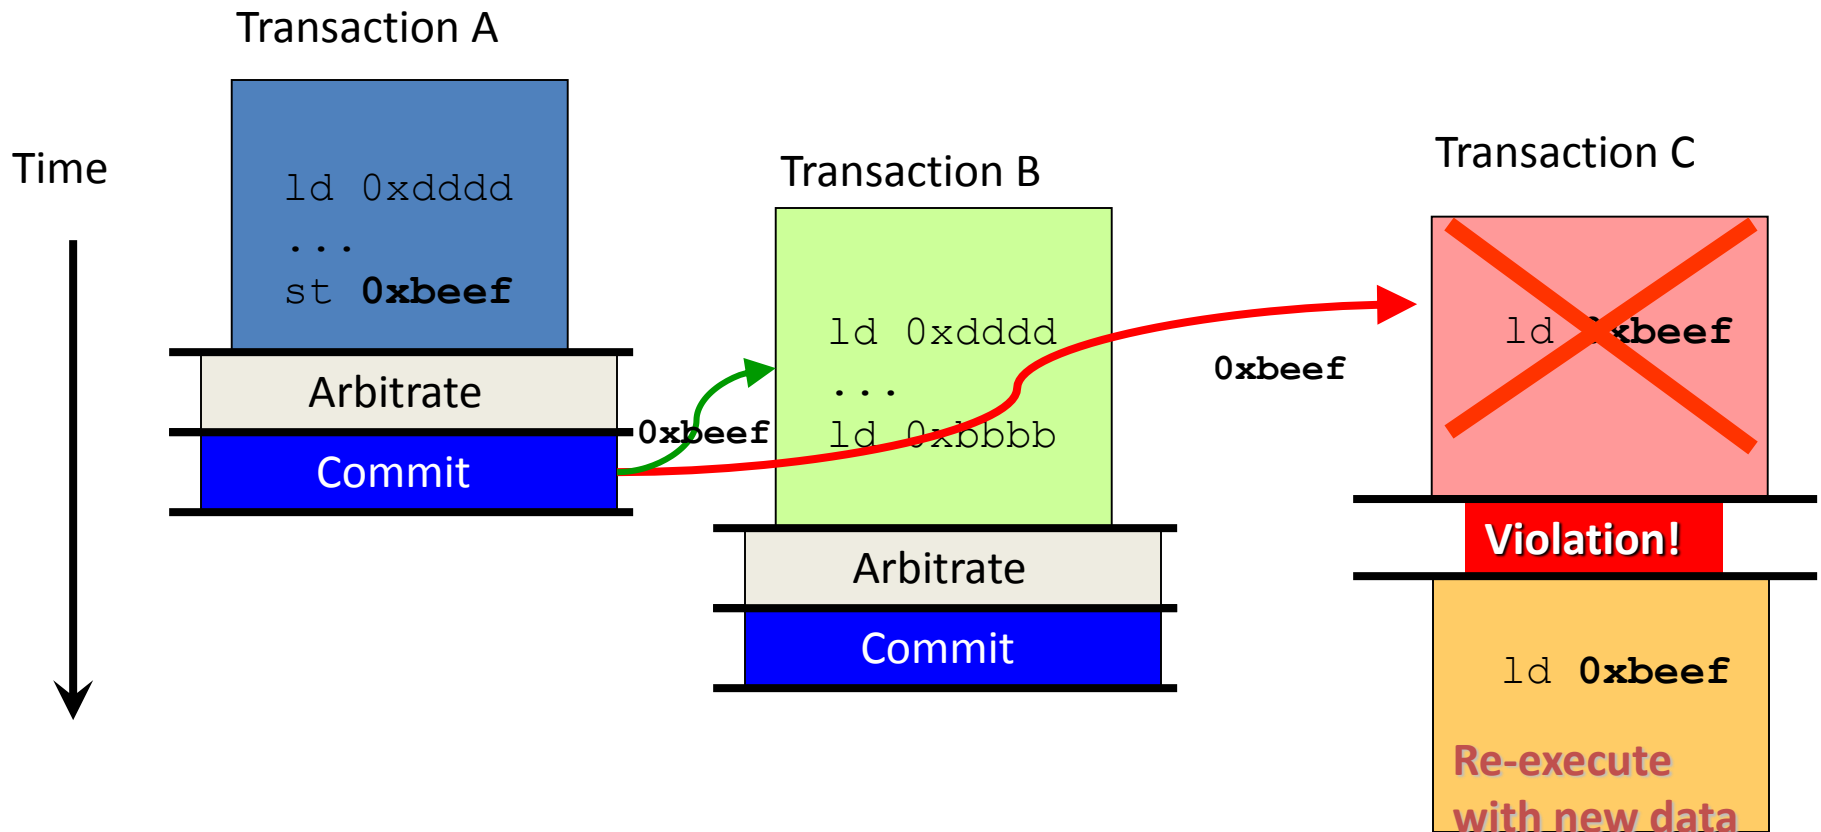 Transaction A
Time
ld 0xdddd
...
st 0xbeef
Arbitrate
Commit
0xbeef
Transaction B
ld 0xdddd
...
ld 0xbbbb
Arbitrate
Commit
0xbeef
Transaction C
ld 0xbeef
Violation!
ld 0xbeef
Re-execute
with new data